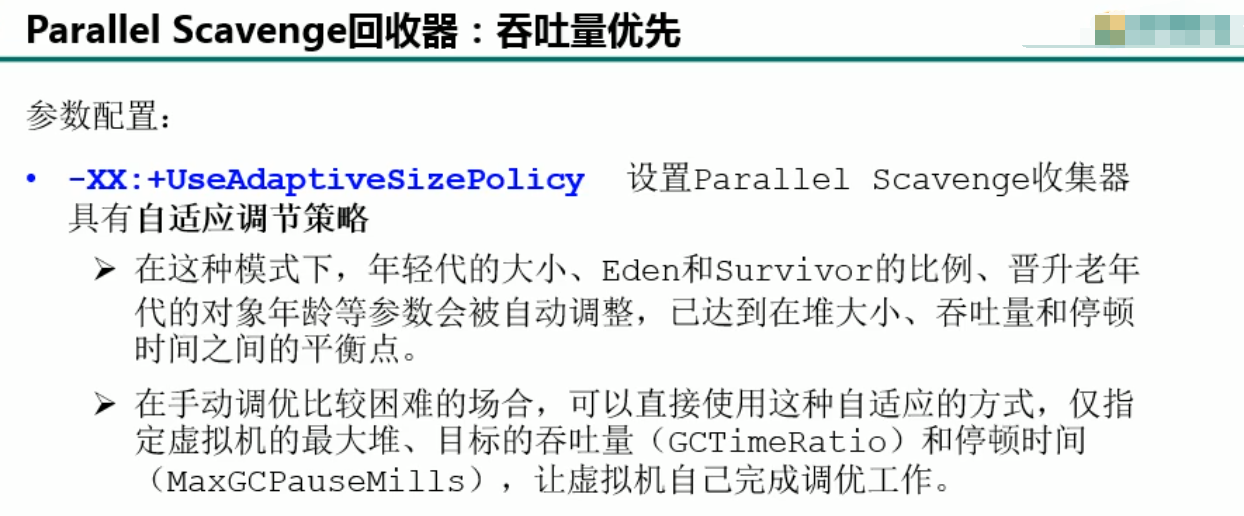 Parallel Scavenge回收器：吞吐量优先
参数配置：
• -XX:+UseAdaptiveSizePolicy 设置Parallel Scavenge收集器
具有自适应调节策略
➢ 在这种模式下，年轻代的大小、Eden和Survivor的比例、晋升老年
代的对象年龄等参数会被自动调整，已达到在堆大小、吞吐量和停顿
时间之间的平衡点。
➢ 在手动调优比较困难的场合，可以直接使用这种自适应的方式，仅指
定虚拟机的最大堆、目标的吞吐量（GCTimeRatio）和停顿时间
（MaxGCPauseMills），让虚拟机自己完成调优工作。